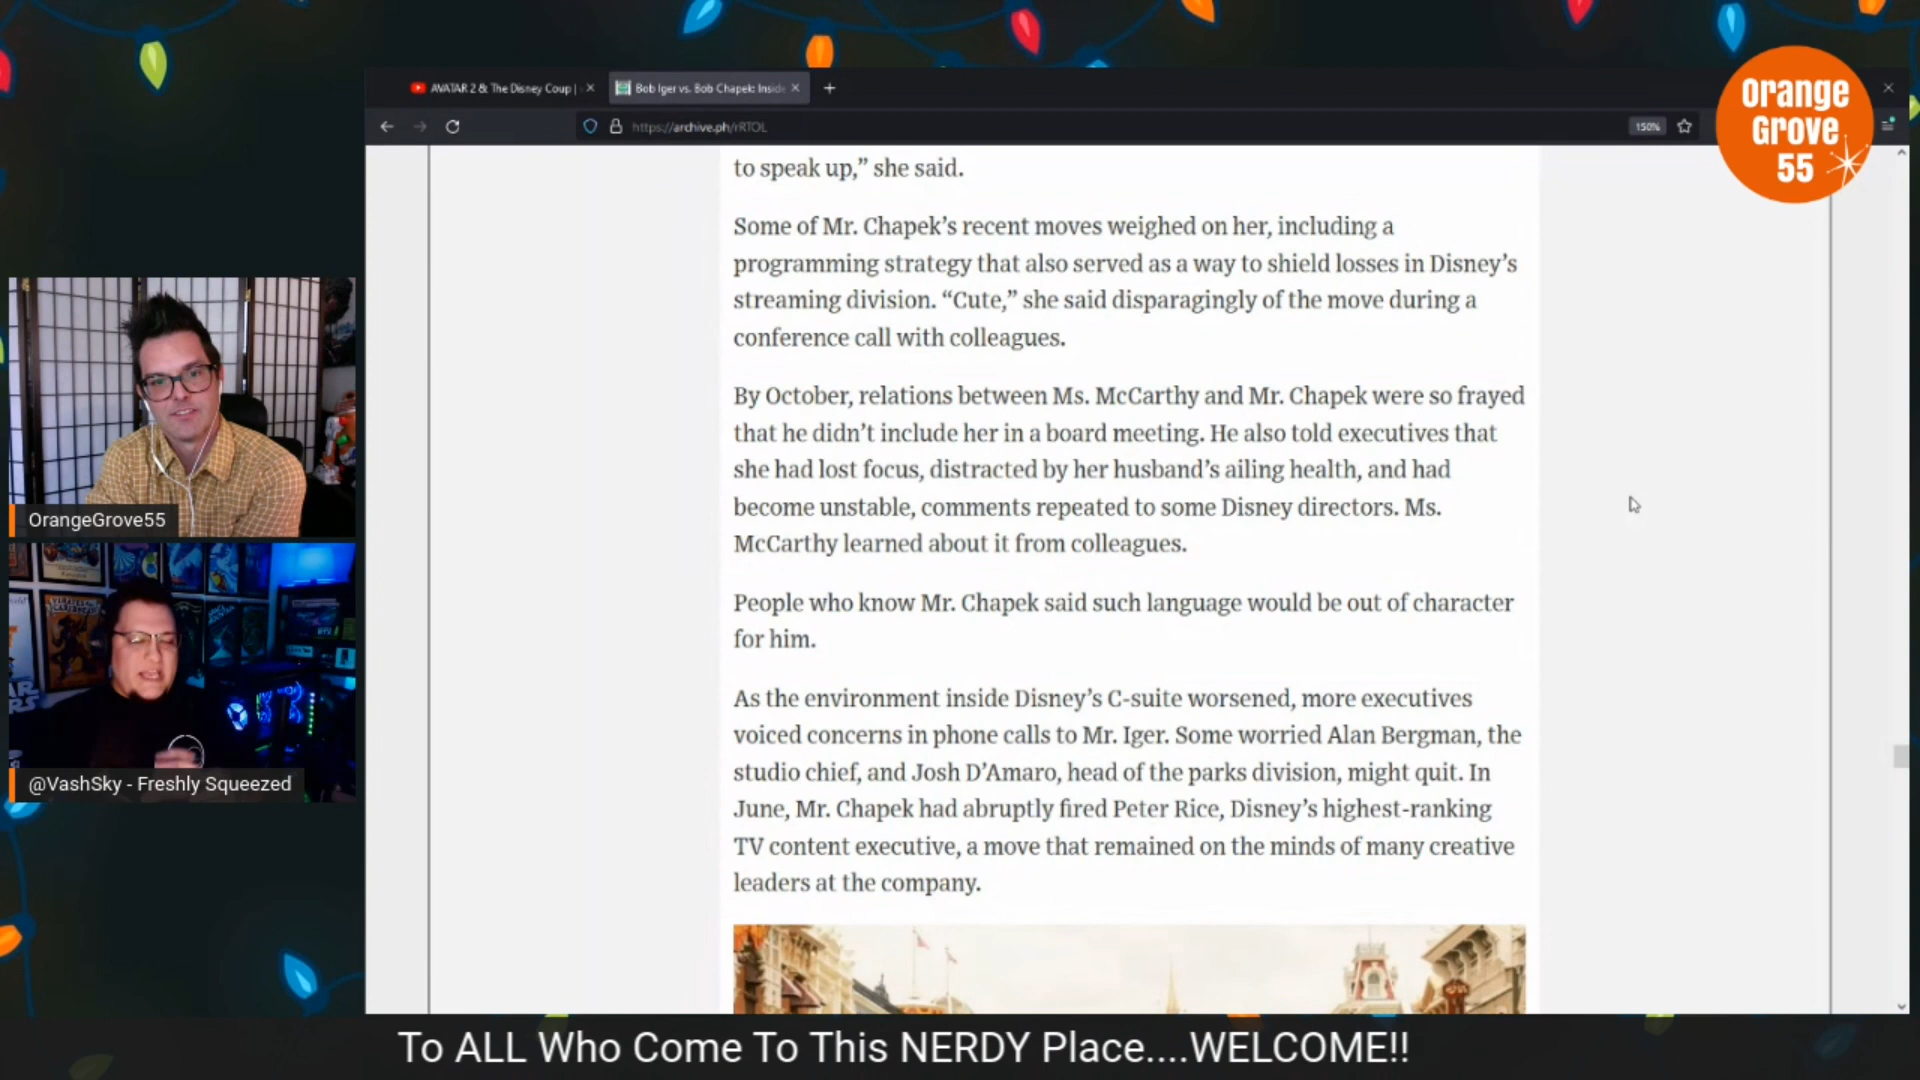 AVATAR 2 & The Disney Coup |
Bob Iger vs. Bob Chapek: Inside
https://archive.ph/rRTOL
150%
Orange
Grove
55
to speak up,” she said.
Some of Mr. Chapek’s recent moves weighed on her, including a
programming strategy that also served as a way to shield losses in Disney’s
streaming division. “Cute,” she said disparagingly of the move during a
conference call with colleagues.
By October, relations between Ms. McCarthy and Mr. Chapek were so frayed
that he didn’t include her in a board meeting. He also told executives that
she had lost focus, distracted by her husband’s ailing health, and had
become unstable, comments repeated to some Disney directors. Ms.
McCarthy learned about it from colleagues.
People who know Mr. Chapek said such language would be out of character
for him.
As the environment inside Disney’s C-suite worsened, more executives
voiced concerns in phone calls to Mr. Iger. Some worried Alan Bergman, the
studio chief, and Josh D’Amaro, head of the parks division, might quit. In
June, Mr. Chapek had abruptly fired Peter Rice, Disney’s highest-ranking
TV content executive, a move that remained on the minds of many creative
leaders at the company.
OrangeGrove55
@VashSky - Freshly Squeezed
To ALL Who Come To This NERDY Place....WELCOME!!